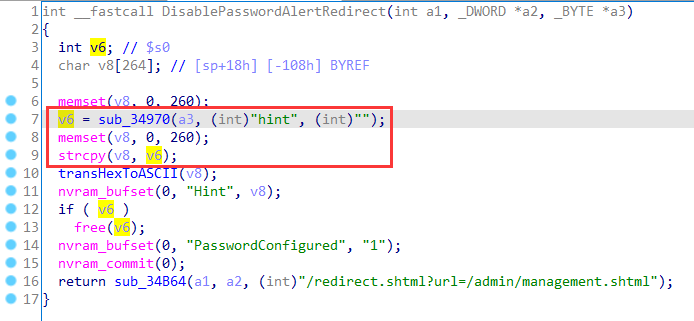 1 int __fastcall DisablePasswordAlertRedirect(int a1, _DWORD *a2, _BYTE *a3)
2 {
3 int v6; // $s0
4 char v8[264]; // [sp+18h] [-108h] BYREF
5
6 memset(v8, 0, 260);
7 v6 = sub_34970(a3, (int)"hint", (int)"");
8 memset(v8, 0, 260);
9 strcpy(v8, v6);
10 transHexToASCII(v8);
11 nvram_bufset(0, "Hint", v8);
12 if ( v6 )
13 free(v6);
14 nvram_bufset(0, "PasswordConfigured", "1");
15 nvram_commit(0);
16 return sub_34B64(a1, a2, (int)"/redirect.shtml?url=/admin/management.shtml");
17 }